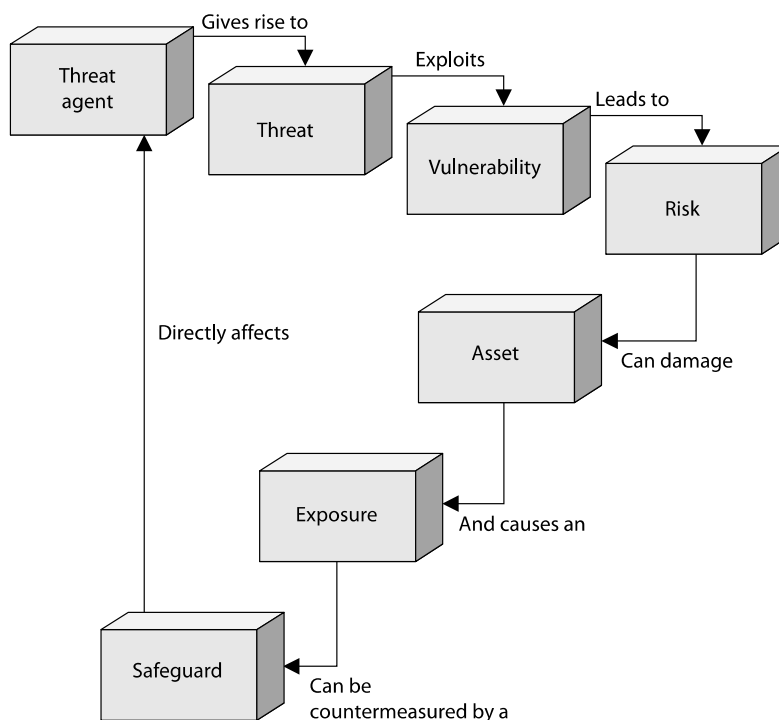 Gives rise to
Threat
agent
Exploits
Threat
Leads to
Vulnerability
Risk
Directly affects
Asset
Can damage
Exposure
And causes an
Safeguard
Can be
countermeasured by a